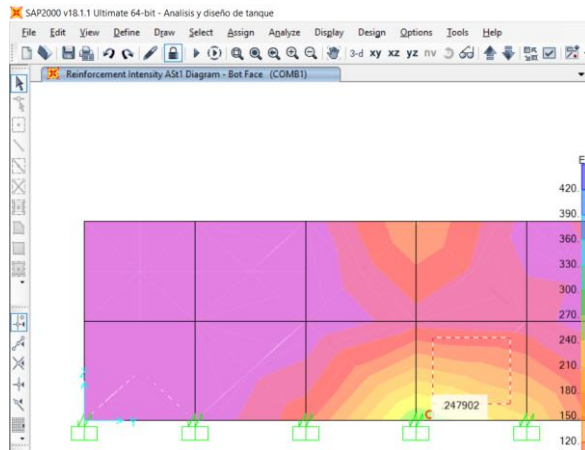 SAP2000 v18.1.1 Ultimate 64-bit - Analisis y diseño de tanque
File Edit View Define Draw Select Assign Analyze Display Design Options Tools Help
3-d xy xz yz nv
Reinforcement Intensity ASt1 Diagram - Bot Face (COMB1)
E
420.
390.
360.
330.
300.
270.
240.
210.
180.
150.
120.
C
.247902